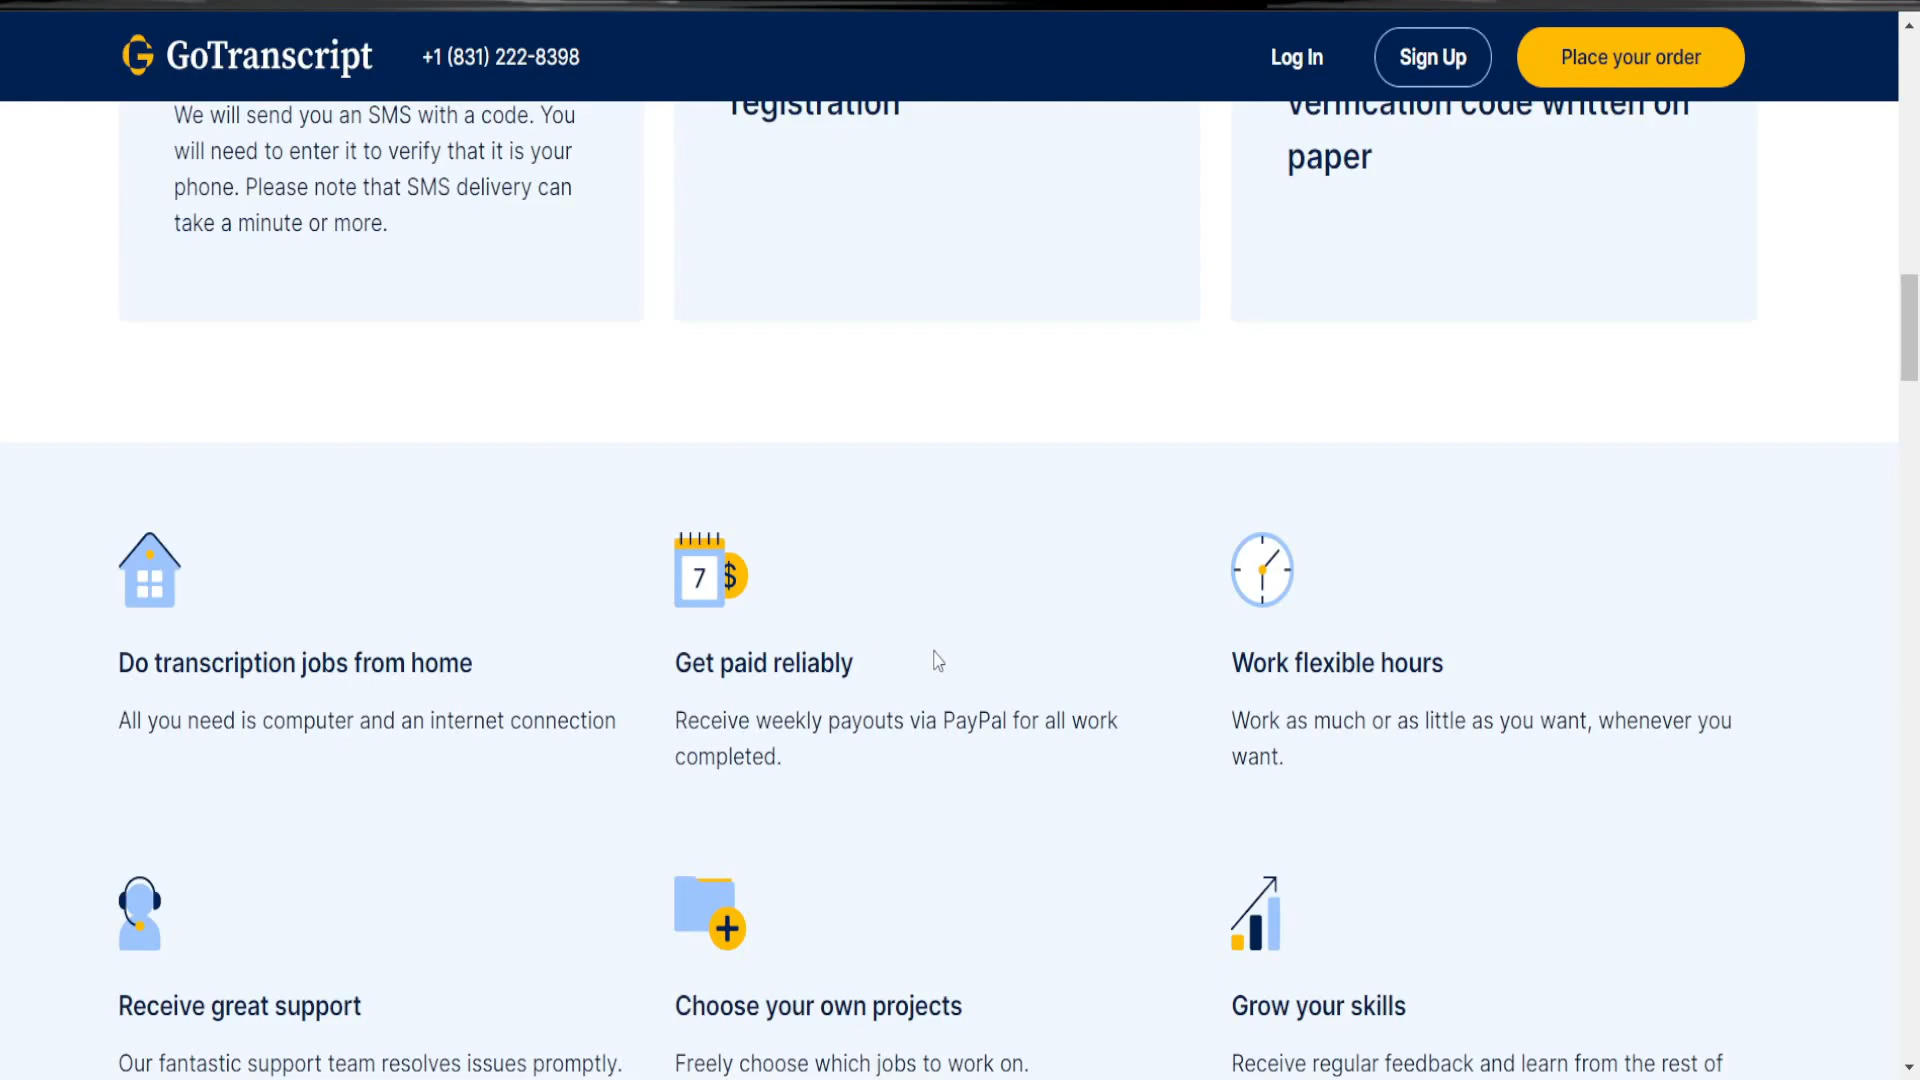 GoTranscript
+1 (831) 222-8398
Log In
Sign Up
Place your order
We will send you an SMS with a code. You
will need to enter it to verify that it is your
phone. Please note that SMS delivery can
take a minute or more.
registration
verification code written on
paper
7
$
Do transcription jobs from home
All you need is computer and an internet connection
Get paid reliably
Receive weekly payouts via PayPal for all work
completed.
Work flexible hours
Work as much or as little as you want, whenever you
want.
Receive great support
Our fantastic support team resolves issues promptly.
Choose your own projects
Freely choose which jobs to work on.
Grow your skills
Receive regular feedback and learn from the rest of